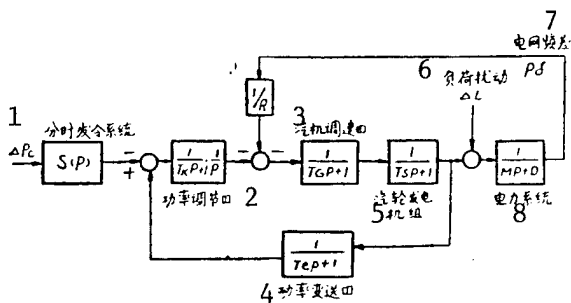 7
电网频差
pδ
6
负荷扰动
ΔL
1/R
1
分时发令系统
3
汽机调速口
ΔPc
S(P)
−
+
1/(TKP+1) · 1/P
−
−
1/(TGP+1)
1/(TSP+1)
1/(MP+D)
功率调节口
2
汽轮发电
5机组
电力系统
8
1/(Tep+1)
4功率变送口